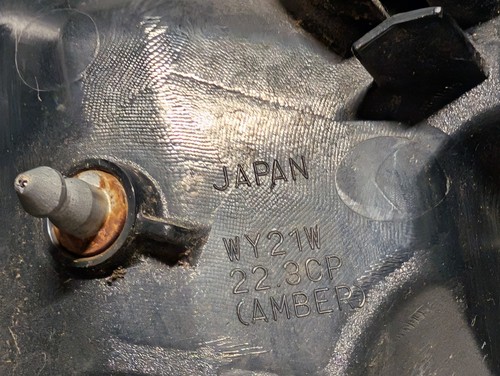 JAPAN
WY21W
22.3CP
(AMBER)